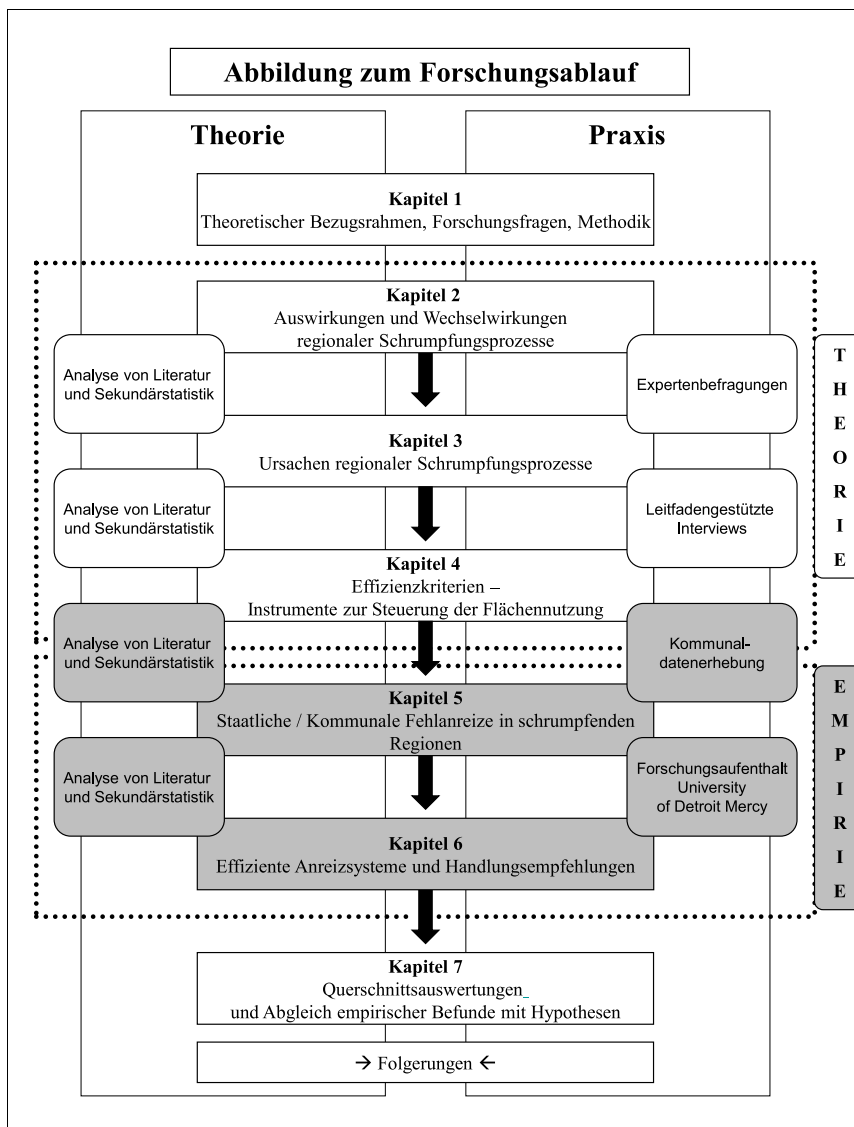 Abbildung zum Forschungsablauf
Theorie
Praxis
Kapitel 1
Theoretischer Bezugsrahmen, Forschungsfragen, Methodik
Kapitel 2
Auswirkungen und Wechselwirkungen
regionaler Schrumpfungsprozesse
Analyse von Literatur
und Sekundärstatistik
Expertenbefragungen
Kapitel 3
Ursachen regionaler Schrumpfungsprozesse
Analyse von Literatur
und Sekundärstatistik
Leitfadengestützte
Interviews
T
H
E
O
R
I
E
Kapitel 4
Effizienzkriterien –
Instrumente zur Steuerung der Flächennutzung
Analyse von Literatur
und Sekundärstatistik
Kommunal-
datenerhebung
Kapitel 5
Staatliche / Kommunale Fehlanreize in schrumpfenden
Regionen
Analyse von Literatur
und Sekundärstatistik
Forschungsaufenthalt
University
of Detroit Mercy
E
M
P
I
R
I
E
Kapitel 6
Effiziente Anreizsysteme und Handlungsempfehlungen
Kapitel 7
Querschnittsauswertungen_
und Abgleich empirischer Befunde mit Hypothesen
→ Folgerungen ←